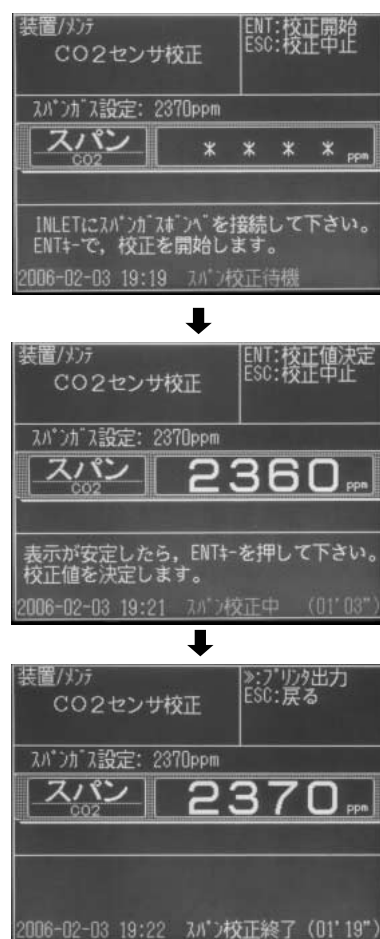 装置/ﾒﾝﾃ
ENT:校正開始
CO2センサ校正
ESC:校正中止
ｽﾊﾟﾝｶﾞｽ設定: 2370ppm
スパン
CO2
＊ ＊ ＊ ＊ ppm
INLETにｽﾊﾟﾝｶﾞｽﾎﾞﾝﾍﾞを接続して下さい。
ENTｷｰで，校正を開始します。
2006-02-03 19:19 ｽﾊﾟﾝ校正待機
装置/ﾒﾝﾃ
ENT:校正値決定
CO2センサ校正
ESC:校正中止
ｽﾊﾟﾝｶﾞｽ設定: 2370ppm
スパン
CO2
2360 ppm
表示が安定したら，ENTｷｰを押して下さい。
校正値を決定します。
2006-02-03 19:21 ｽﾊﾟﾝ校正中 (01'03")
装置/ﾒﾝﾃ
≫:ﾌﾟﾘﾝﾀ出力
CO2センサ校正
ESC:戻る
ｽﾊﾟﾝｶﾞｽ設定: 2370ppm
スパン
CO2
2370 ppm
2006-02-03 19:22 ｽﾊﾟﾝ校正終了 (01'19")